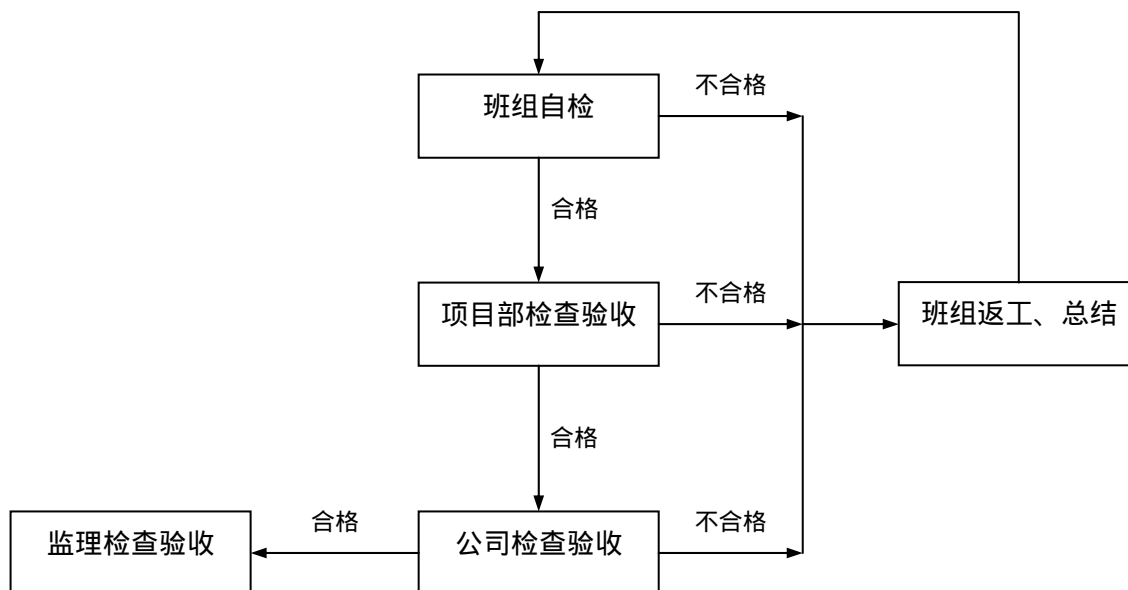 班组自检
不合格
合格
项目部检查验收
不合格
班组返工、总结
合格
监理检查验收
合格
公司检查验收
不合格